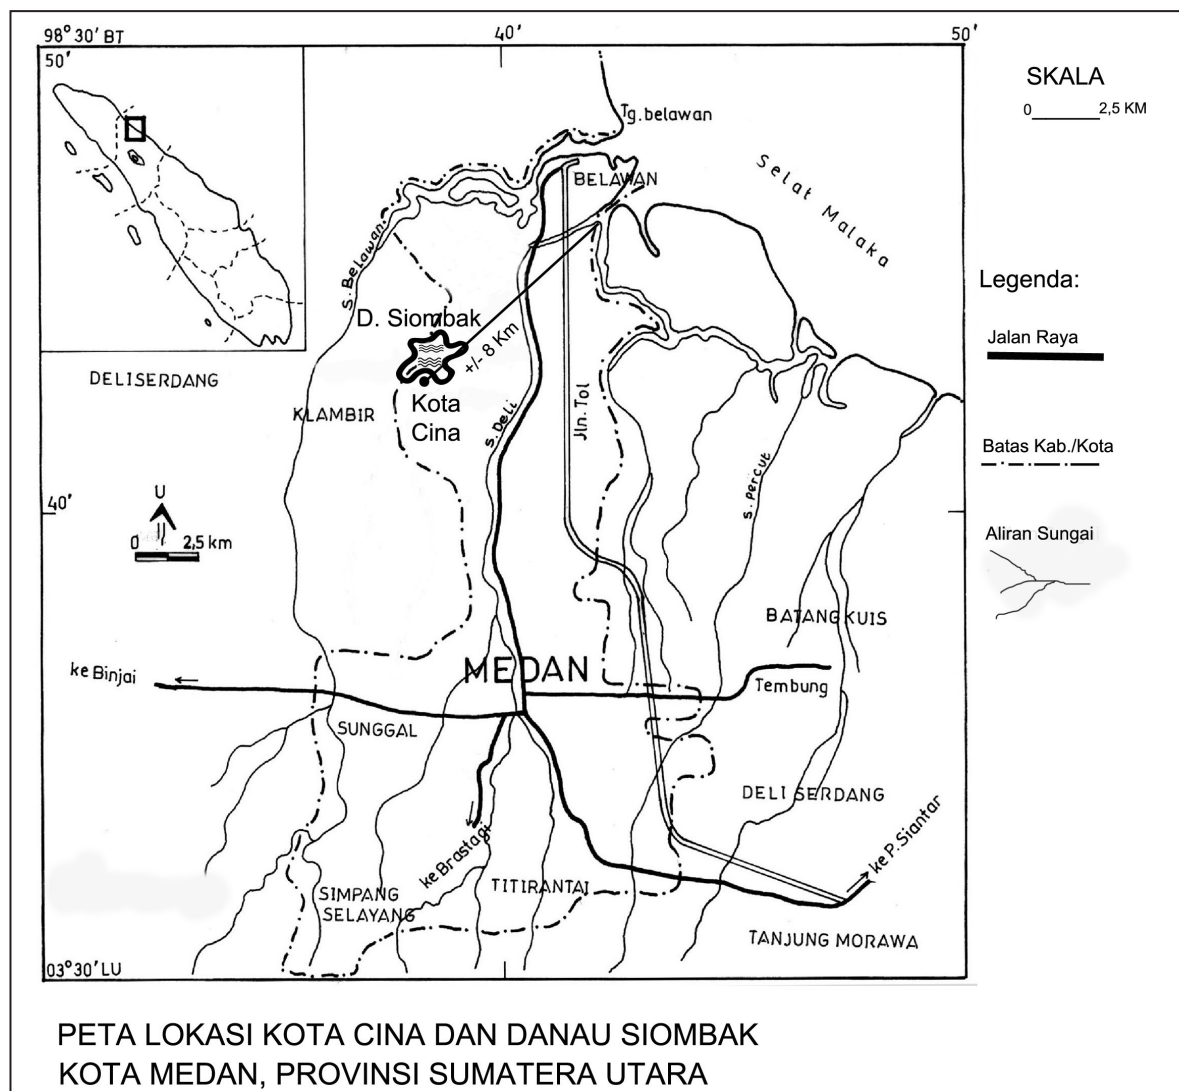 98°30' BT
40'
50'
50'
SKALA
0 2,5 KM
Tg. belawan
BELAWAN
Selat Malaka
S. Belawan
Legenda:
D. Siombak
Jalan Raya
+/- 8 Km
DELISERDANG
Kota
Cina
KLAMBIR
Jln. Tol
S. Deli
Batas Kab./Kota
S. Percut
40'
U
0 2,5 km
Aliran Sungai
BATANG KUIS
ke Binjai
MEDAN
Tembung
SUNGGAL
DELI SERDANG
ke P. Siantar
ke Brastagi
SIMPANG
SELAYANG
TITIRANTAI
TANJUNG MORAWA
03°30' LU
PETA LOKASI KOTA CINA DAN DANAU SIOMBAK
KOTA MEDAN, PROVINSI SUMATERA UTARA